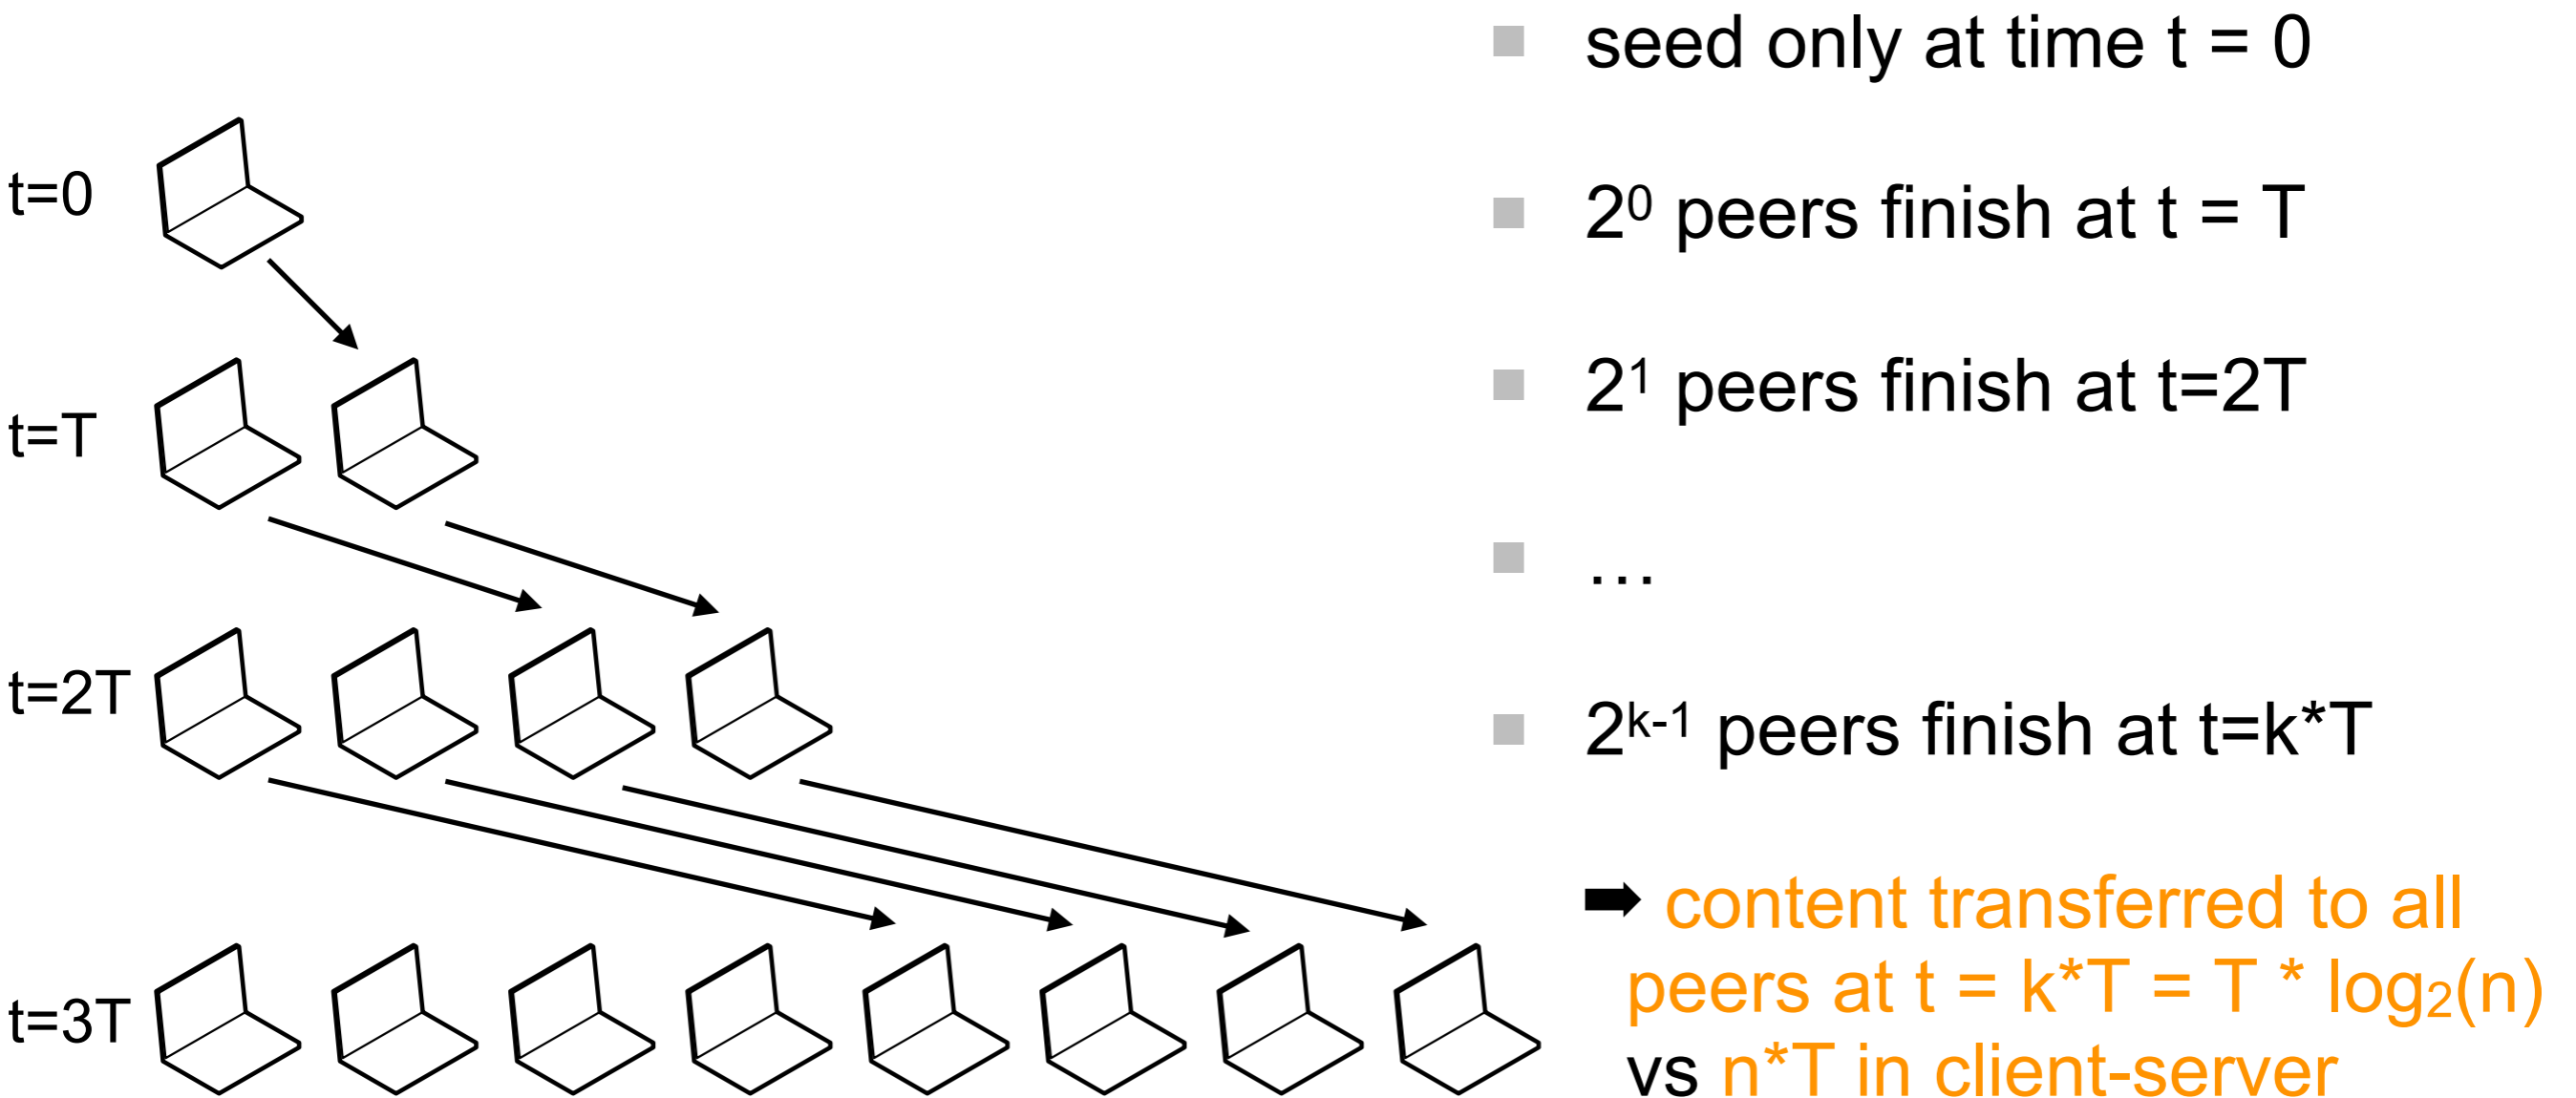 t=0
t=T
t=2T
t=3T
seed only at time t = 0
2⁰ peers finish at t = T
2¹ peers finish at t=2T
…
2ᵏ⁻¹ peers finish at t=k*T
content transferred to all
peers at t = k*T = T * log₂(n)
vs n*T in client-server